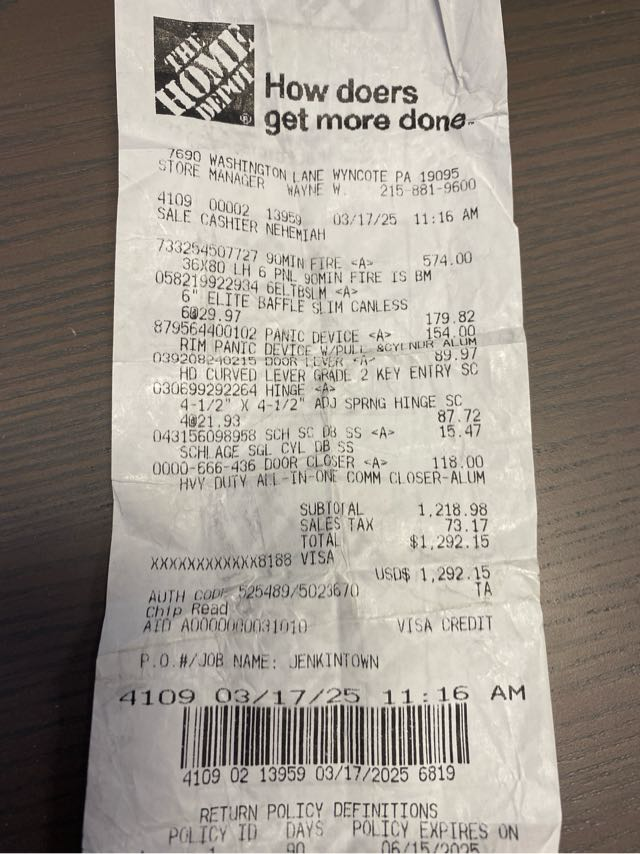 THE
HOME
DEPOT
®
How doers
get more done™
7690 WASHINGTON LANE WYNCOTE PA 19095
STORE MANAGER WAYNE W. 215-881-9600
4109 00002 13959 03/17/25 11:16 AM
SALE CASHIER NEHEMIAH
733254507727 90MIN FIRE <A> 574.00
36X80 LH 6 PNL 90MIN FIRE IS BM
058219922934 6ELTBSLM <A>
6" ELITE BAFFLE SLIM CANLESS
6@29.97 179.82
879564400102 PANIC DEVICE <A> 154.00
RIM PANIC DEVICE W/PULL &CYLNDR ALUM
039208240215 DOOR LEVER <A> 89.97
HD CURVED LEVER GRADE 2 KEY ENTRY SC
030699292264 HINGE <A>
4-1/2" X 4-1/2" ADJ SPRNG HINGE SC
4@21.93 87.72
043156098958 SCH SC DB SS <A> 15.47
SCHLAGE SGL CYL DB SS
0000-666-436 DOOR CLOSER <A> 118.00
HVY DUTY ALL-IN-ONE COMM CLOSER-ALUM
SUBTOTAL 1,218.98
SALES TAX 73.17
TOTAL $1,292.15
XXXXXXXXXXXX8188 VISA
USD$ 1,292.15
AUTH CODE 525489/5023670 TA
Chip Read
AID A0000000031010 VISA CREDIT
P.O.#/JOB NAME: JENKINTOWN
4109 03/17/25 11:16 AM
4109 02 13959 03/17/2025 6819
RETURN POLICY DEFINITIONS
POLICY ID DAYS POLICY EXPIRES ON
1 90 06/15/2025